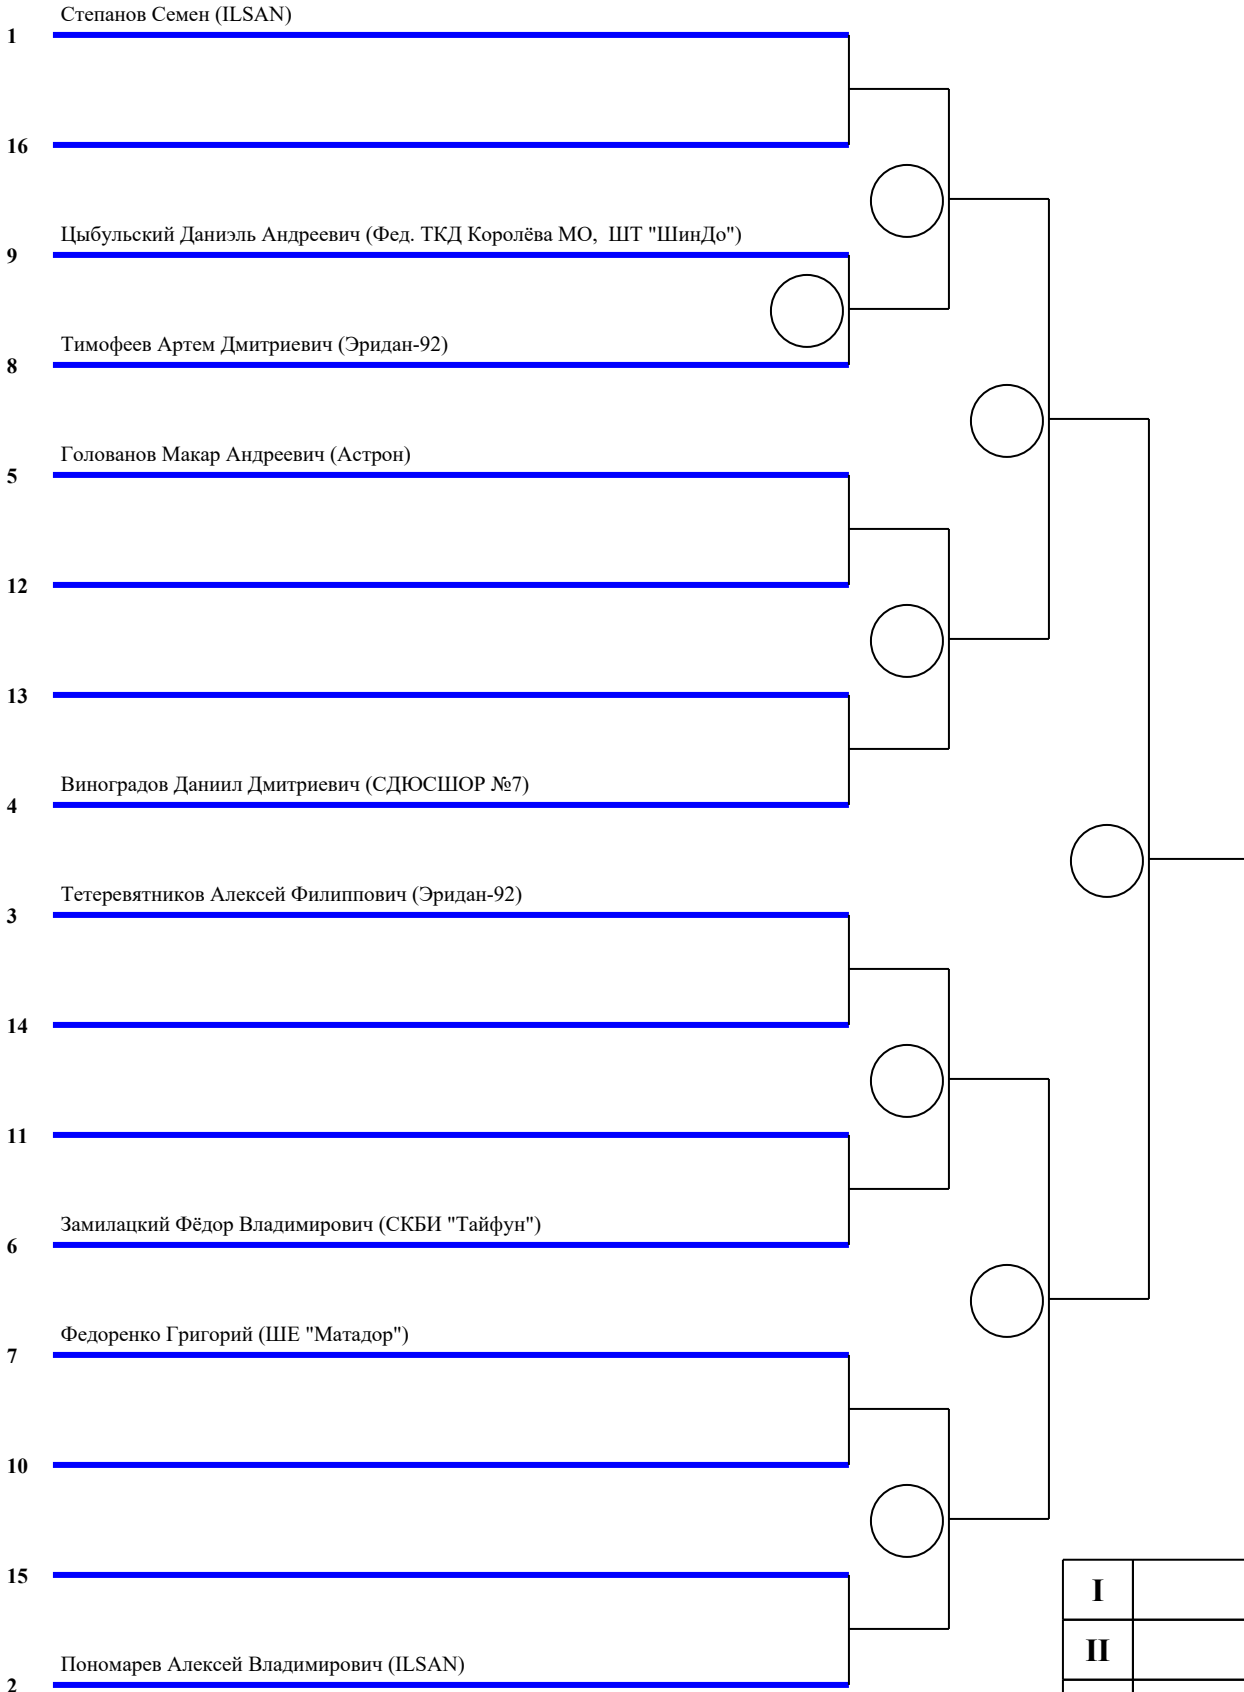 Степанов Семен (ILSAN)
1
16
Цыбульский Даниэль Андреевич (Фед. ТКД Королёва МО,  ШТ "ШинДо")
9
Тимофеев Артем Дмитриевич (Эридан-92)
8
Голованов Макар Андреевич (Астрон)
5
12
13
Виноградов Даниил Дмитриевич (СДЮСШОР №7)
4
Тетеревятников Алексей Филиппович (Эридан-92)
3
14
11
Замилацкий Фёдор Владимирович (СКБИ "Тайфун")
6
Федоренко Григорий (ШЕ "Матадор")
7
10
15
I
II
Пономарев Алексей Владимирович (ILSAN)
2